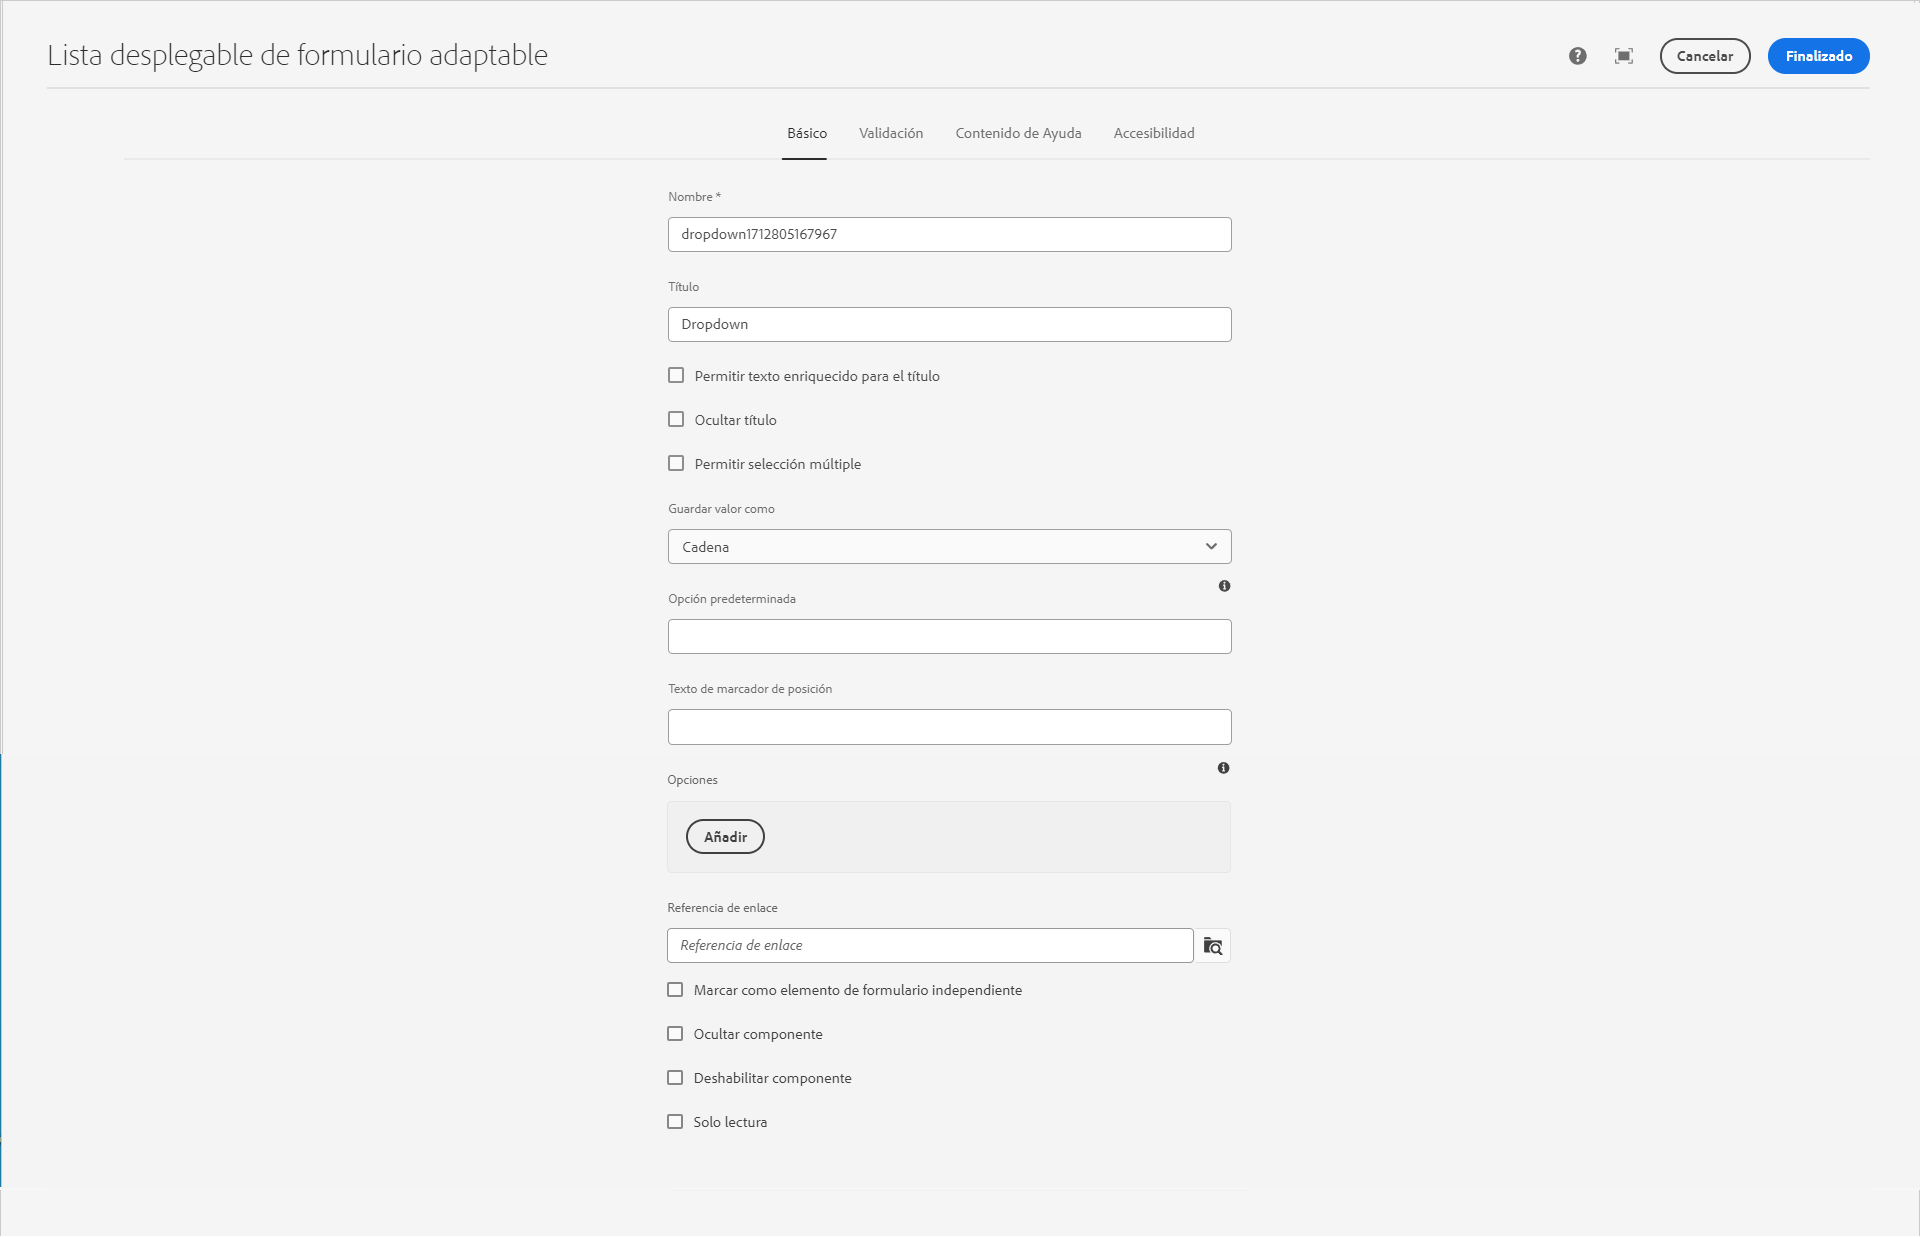 Lista desplegable de formulario adaptable
Cancelar
Finalizado
Básico
Validación
Contenido de Ayuda
Accesibilidad
Nombre *
dropdown1712805167967
Título
Dropdown
Permitir texto enriquecido para el título
Ocultar título
Permitir selección múltiple
Guardar valor como
Cadena
Opción predeterminada
Texto de marcador de posición
Opciones
Añadir
Referencia de enlace
Referencia de enlace
Marcar como elemento de formulario independiente
Ocultar componente
Deshabilitar componente
Solo lectura